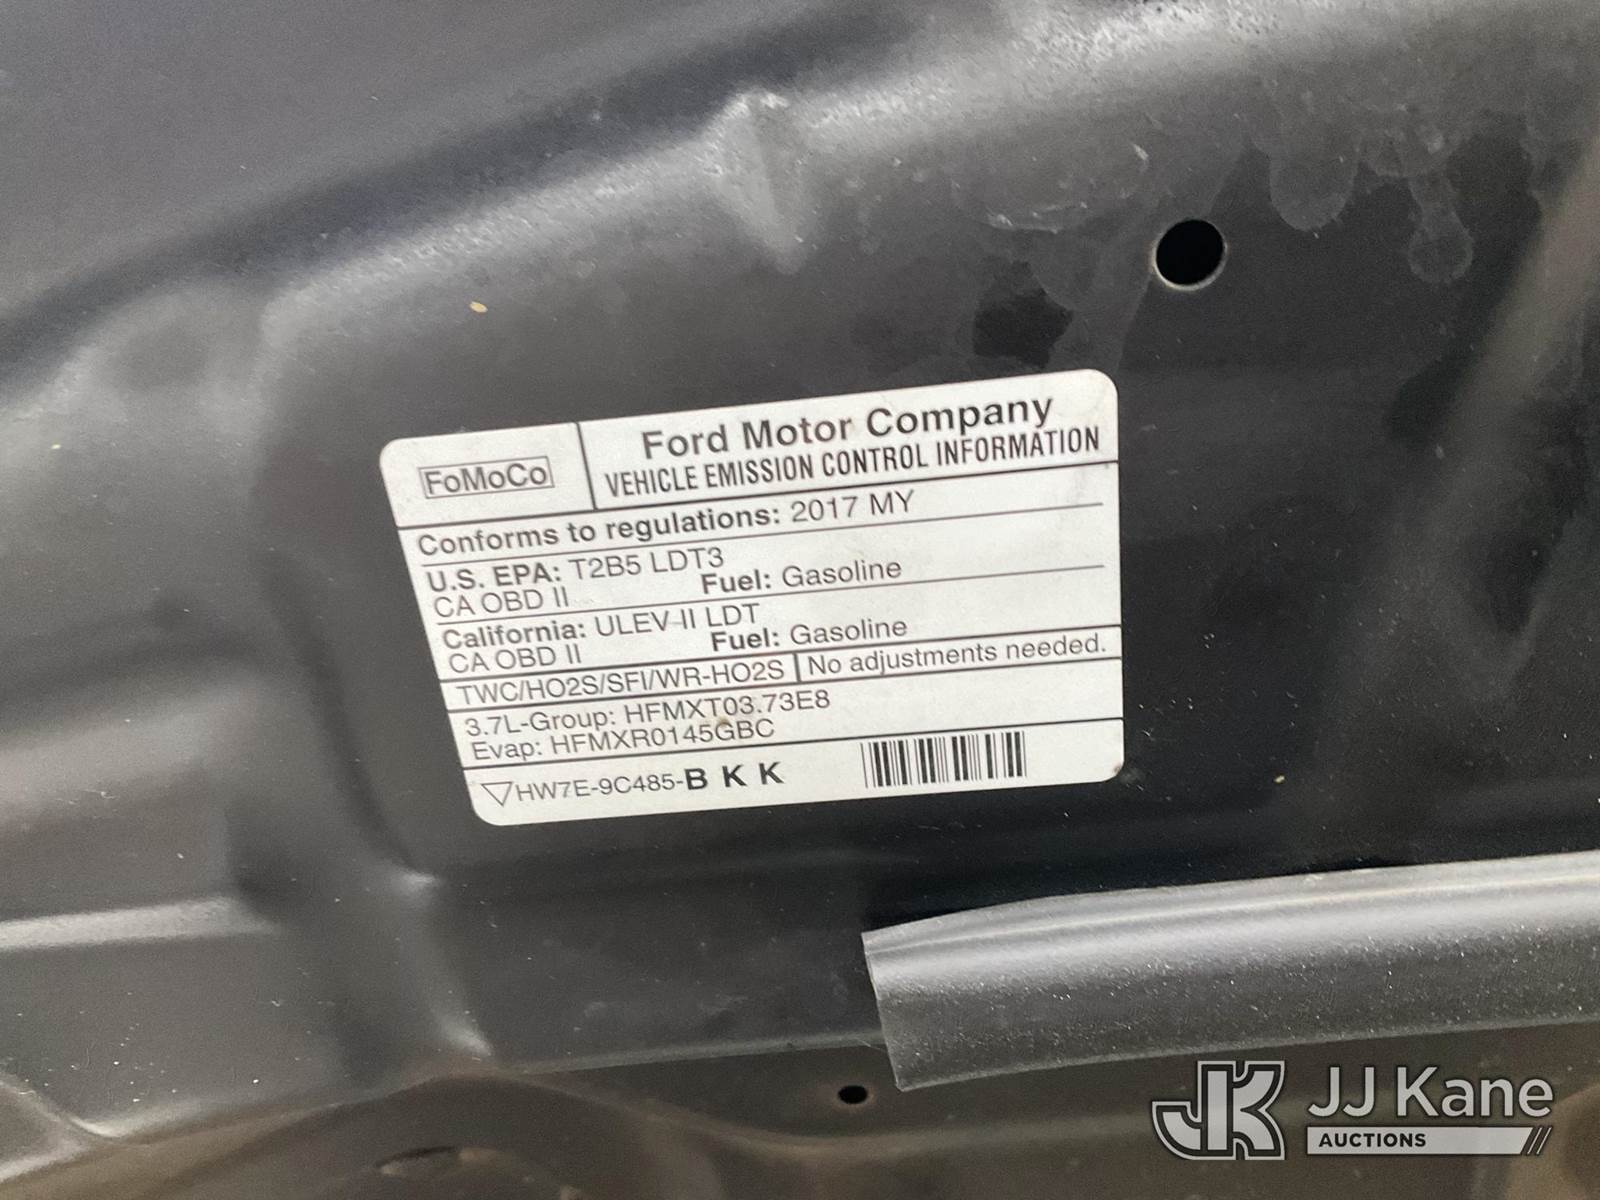 FoMoCo
Ford Motor Company
VEHICLE EMISSION CONTROL INFORMATION
Conforms to regulations: 2017 MY
U.S. EPA: T2B5 LDT3
CA OBD II Fuel: Gasoline
California: ULEV II LDT
CA OBD II Fuel: Gasoline
TWC/HO2S/SFI/WR-HO2S No adjustments needed.
3.7L-Group: HFMXT03.73E8
Evap: HFMXR0145GBC
HW7E-9C485-B K K
JK JJ Kane
AUCTIONS